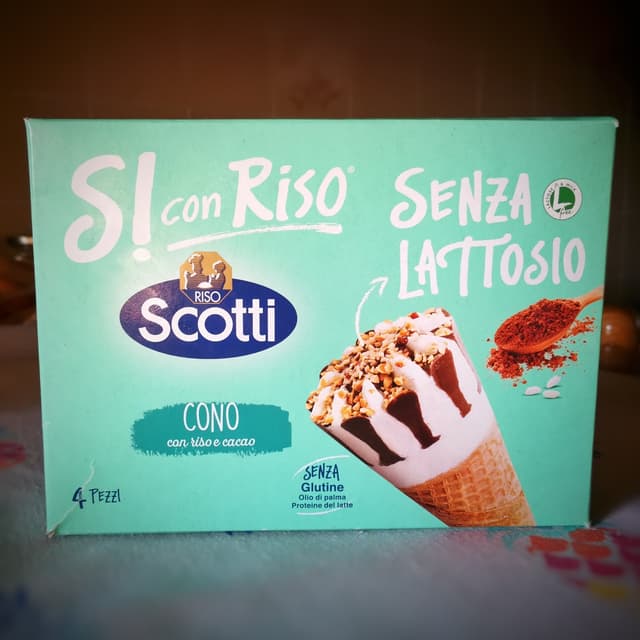 S! con Riso®
SENZA
LATTOSIO
free
RISO
Scotti
CONO
con riso e cacao
SENZA
Glutine
Olio di palma
Proteine del latte
4 PEZZI